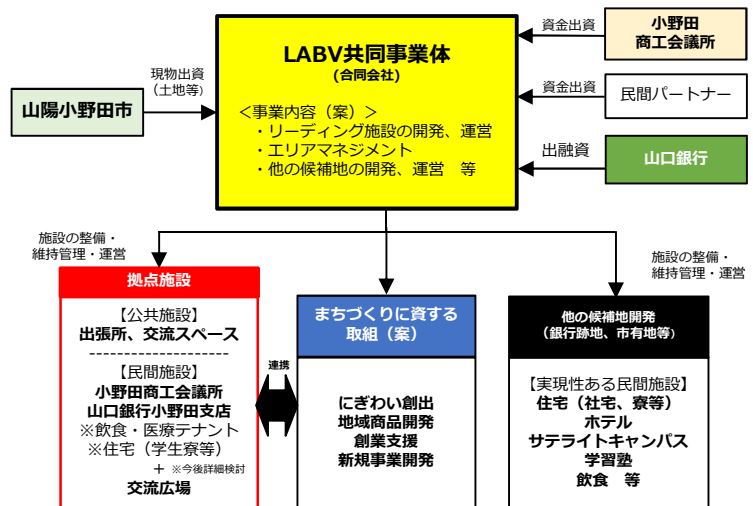 LABV共同事業体
(合同会社)
<事業内容（案）>
・リーディング施設の開発、運営
・エリアマネジメント
・他の候補地の開発、運営　等
山陽小野田市
現物出資
（土地等）
資金出資
小野田
商工会議所
資金出資
民間パートナー
出融資
山口銀行
施設の整備・
維持管理・運営
施設の整備・
維持管理・運営
拠点施設
【公共施設】
出張所、交流スペース
--------------------
【民間施設】
小野田商工会議所
山口銀行小野田支店
※飲食・医療テナント
※住宅（学生寮等）
+ ※今後詳細検討
交流広場
連携
まちづくりに資する
取組（案）
にぎわい創出
地域商品開発
創業支援
新規事業開発
他の候補地開発
（銀行跡地、市有地等）
【実現性ある民間施設】
住宅（社宅、寮等）
ホテル
サテライトキャンパス
学習塾
飲食　等